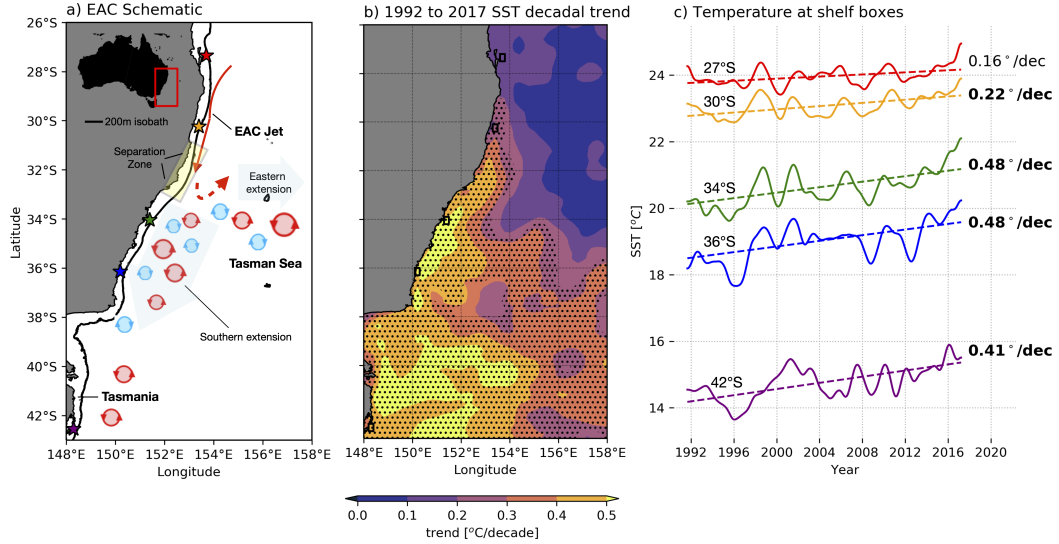 a) EAC Schematic
26°S
28°S
30°S
32°S
34°S
36°S
38°S
40°S
42°S
Latitude
200m isobath
EAC Jet
Separation
Zone
Eastern
extension
Tasman Sea
Southern extension
Tasmania
148°E
150°E
152°E
154°E
156°E
158°E
Longitude
b) 1992 to 2017 SST decadal trend
148°E
150°E
152°E
154°E
156°E
158°E
Longitude
0.0
0.1
0.2
0.3
0.4
0.5
trend [°C/decade]
c) Temperature at shelf boxes
24
22
20
18
16
14
SST [°C]
27°S
0.16°/dec
30°S
0.22°/dec
34°S
0.48°/dec
36°S
0.48°/dec
42°S
0.41°/dec
1992
1996
2000
2004
2008
2012
2016
2020
Year